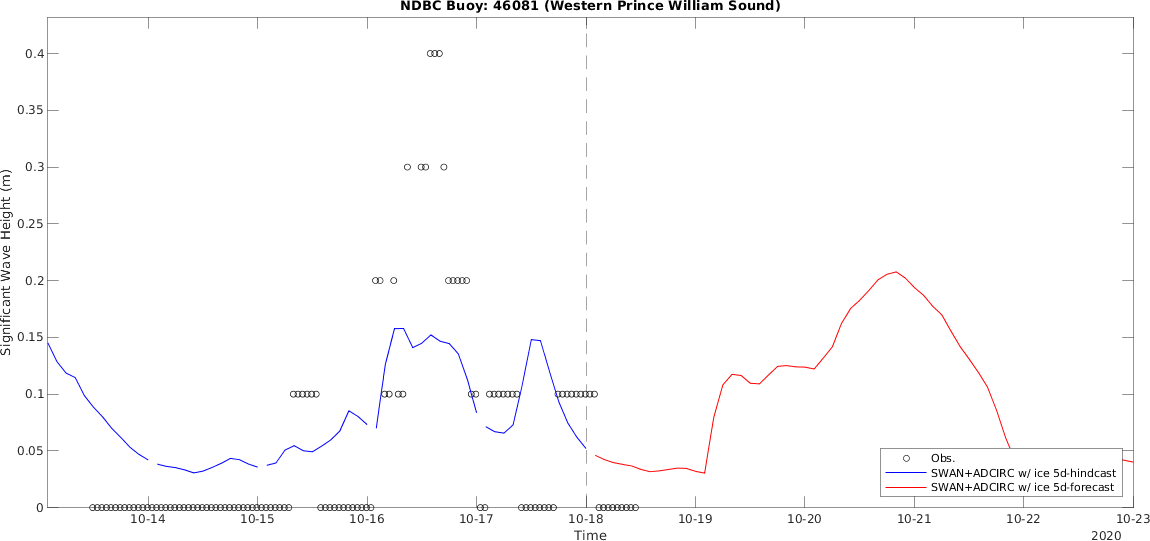 NDBC Buoy: 46081 (Western Prince William Sound)
Significant Wave Height (m)
0.4
0.35
0.3
0.25
0.2
0.15
0.1
0.05
0
Obs.
SWAN+ADCIRC w/ ice 5d-hindcast
SWAN+ADCIRC w/ ice 5d-forecast
10-14 10-15 10-16 10-17 10-18 10-19 10-20 10-21 10-22 10-23
Time
2020